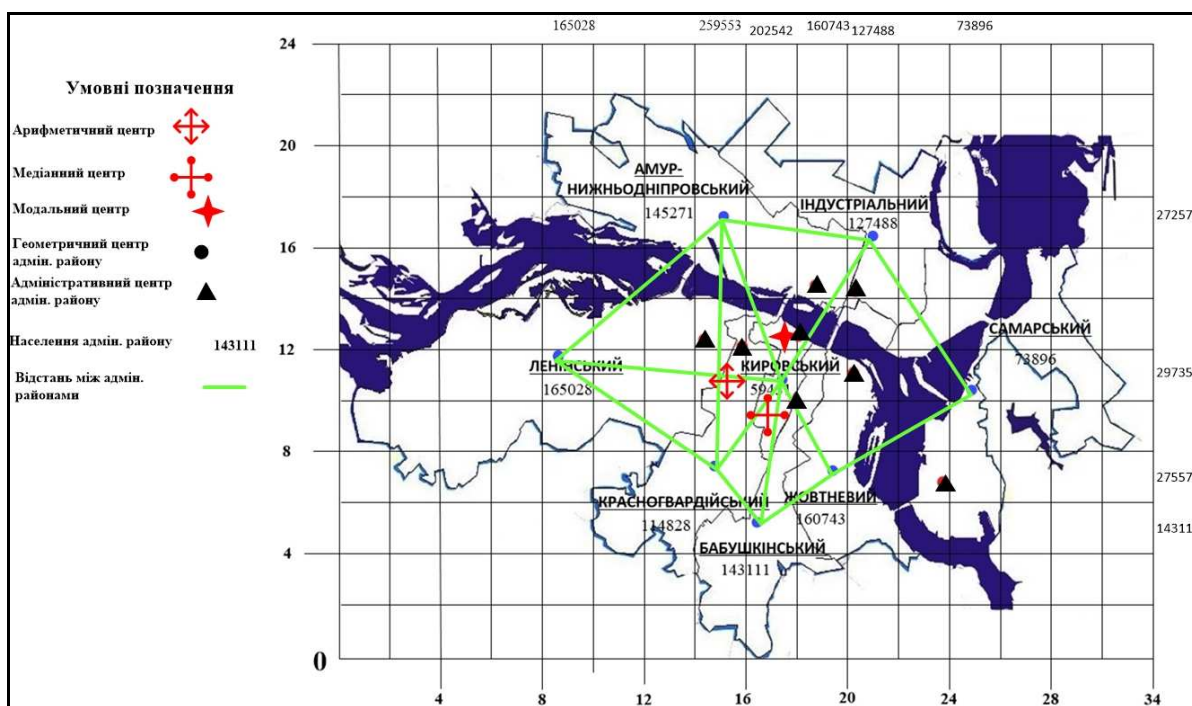 165028 259553 202542 160743 127488 73896
24
Умовні позначення
Арифметичний центр
Медіанний центр
Модальний центр
Геометричний центр
адмін. району
Адміністративний центр
адмін. району
Населення адмін. району 143111
Відстань між адмін.
районами
20
АМУР-
НИЖНЬОДНІПРОВСЬКИЙ
145271
ІНДУСТРІАЛЬНИЙ
127488
27257
16
САМАРСЬКИЙ
73896
12
ЛЕНІНСЬКИЙ
165028
КИРОВСЬКИЙ
29735
8
27557
КРАСНОГВАРДІЙСЬКИЙ
114828
ЖОВТНЕВИЙ
160743
14311
4
БАБУШКІНСЬКИЙ
143111
0
4 8 12 16 20 24 28 32 34